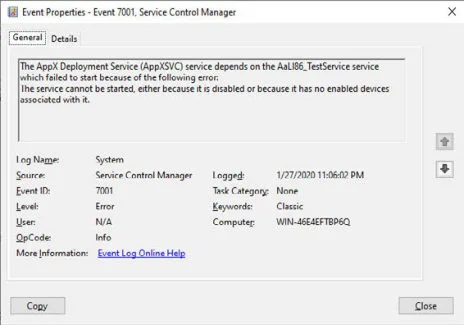 Event Properties - Event 7001, Service Control Manager
General Details
The AppX Deployment Service (AppXSVC) service depends on the AaLl86_TestService service
which failed to start because of the following error:
The service cannot be started, either because it is disabled or because it has no enabled devices
associated with it.
Log Name: System
Source: Service Control Manager Logged: 1/27/2020 11:06:02 PM
Event ID: 7001 Task Category: None
Level: Error Keywords: Classic
User: N/A Computer: WIN-46E4EFTBP6Q
OpCode: Info
More Information: Event Log Online Help
Copy Close